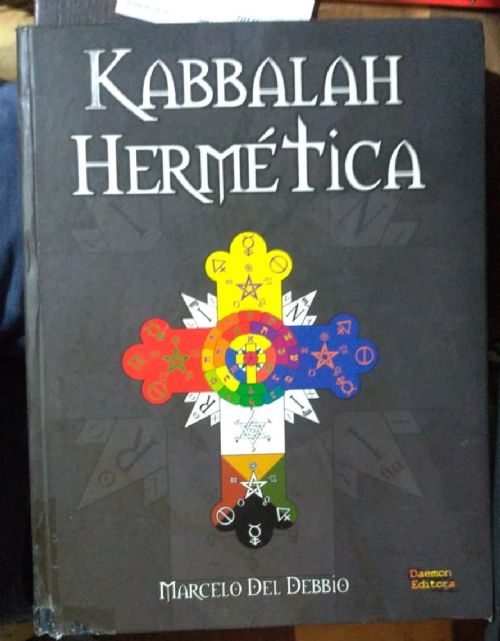 KABBALAH
HERMÉTICA
I N
R I
MARCELO DEL DEBBIO
Daemon
Editora